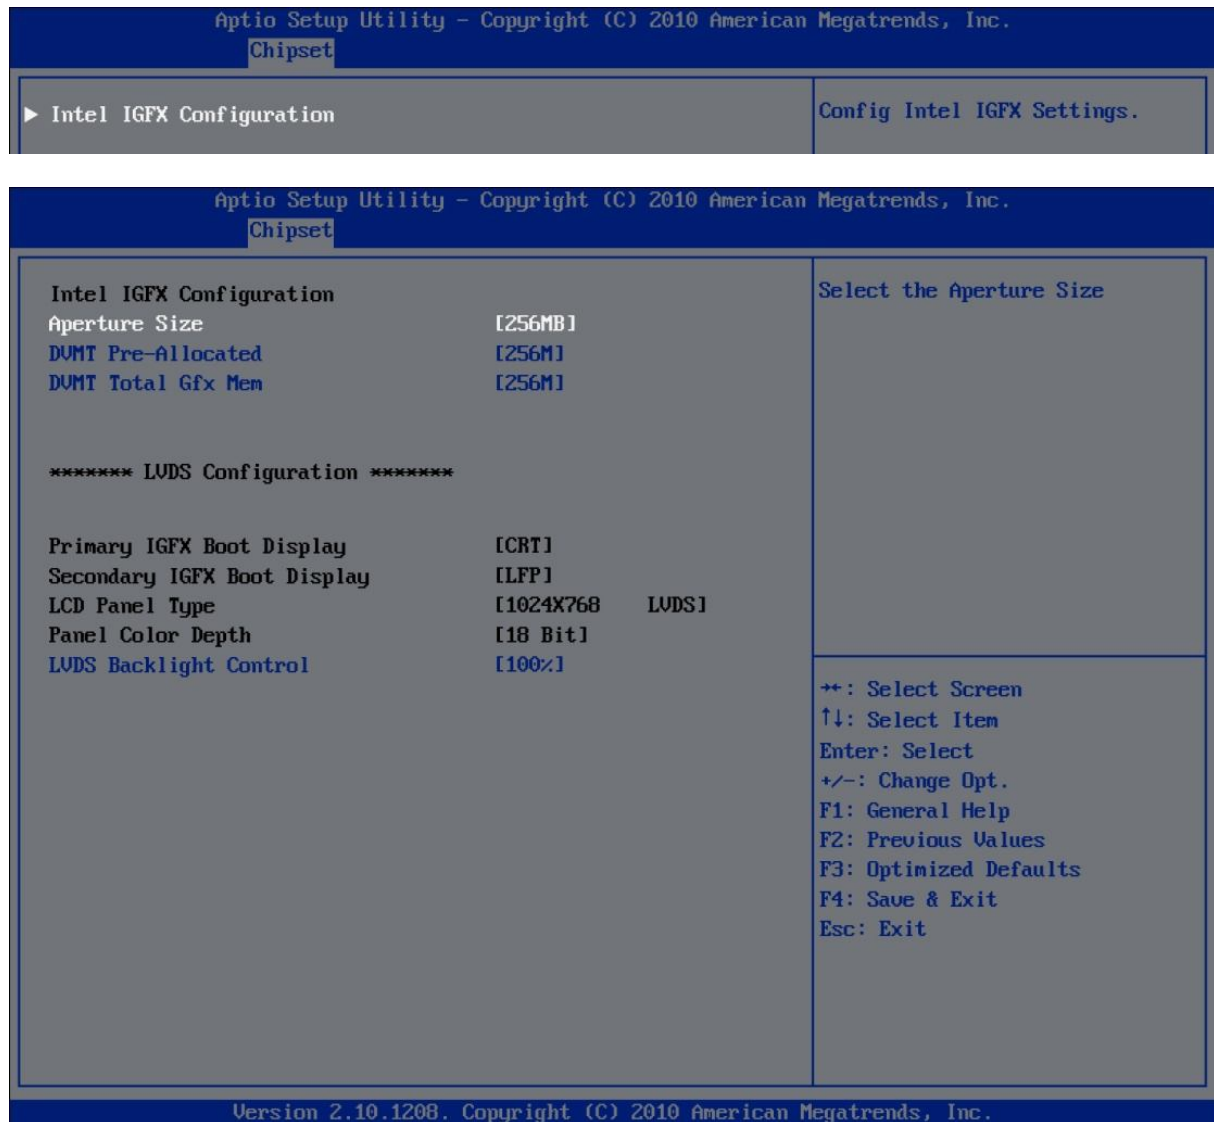 Aptio Setup Utility – Copyright (C) 2010 American Megatrends, Inc.
Chipset
► Intel IGFX Configuration
Config Intel IGFX Settings.
Aptio Setup Utility – Copyright (C) 2010 American Megatrends, Inc.
Chipset
Intel IGFX Configuration
Aperture Size [256MB]
DVMT Pre-Allocated [256M]
DVMT Total Gfx Mem [256M]
******* LVDS Configuration *******
Primary IGFX Boot Display [CRT]
Secondary IGFX Boot Display [LFP]
LCD Panel Type [1024X768 LVDS]
Panel Color Depth [18 Bit]
LVDS Backlight Control [100%]
Select the Aperture Size
→←: Select Screen
↑↓: Select Item
Enter: Select
+/-: Change Opt.
F1: General Help
F2: Previous Values
F3: Optimized Defaults
F4: Save & Exit
Esc: Exit
Version 2.10.1208. Copyright (C) 2010 American Megatrends, Inc.